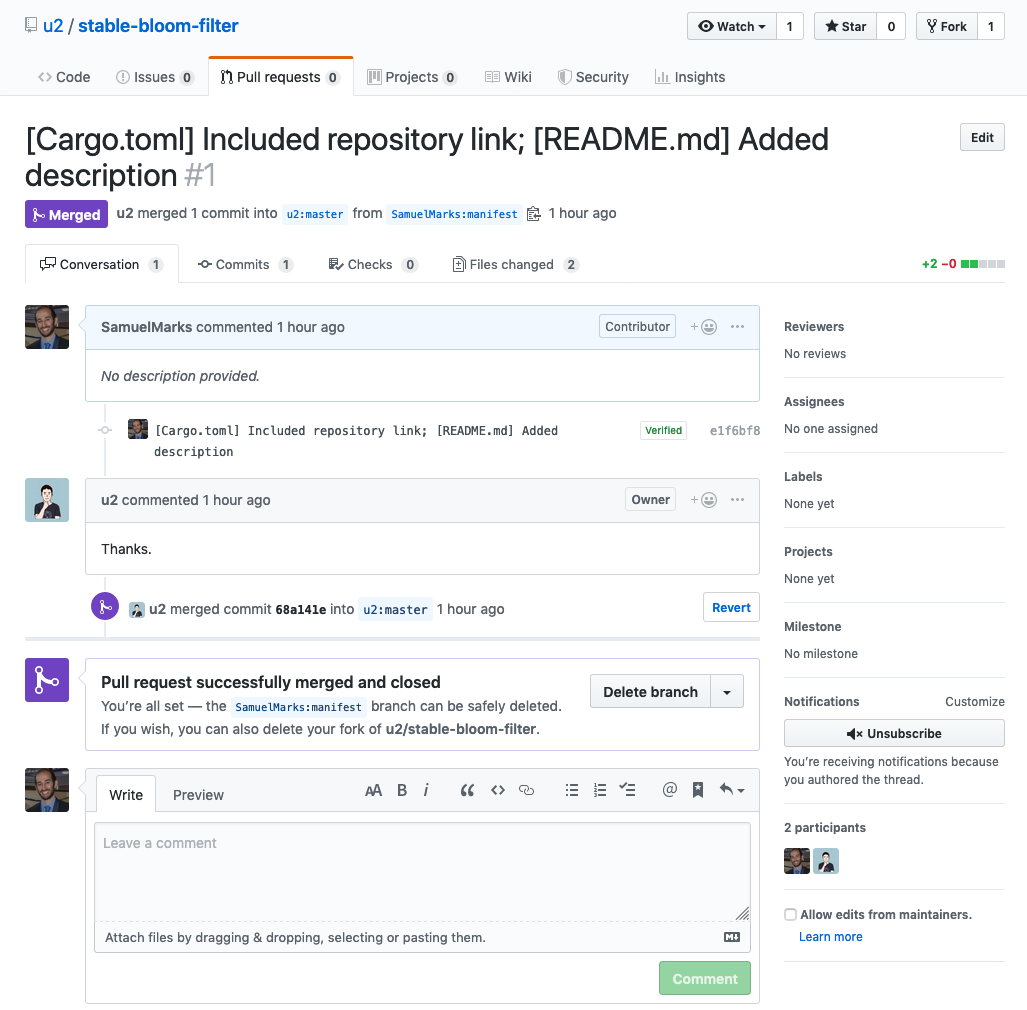 u2 / stable-bloom-filter
Watch 1 Star 0 Fork 1
Code Issues 0 Pull requests 0 Projects 0 Wiki Security Insights
[Cargo.toml] Included repository link; [README.md] Added
description #1
Edit
Merged u2 merged 1 commit into u2:master from SamuelMarks:manifest 1 hour ago
Conversation 1 Commits 1 Checks 0 Files changed 2
+2 −0
SamuelMarks commented 1 hour ago Contributor
No description provided.
[Cargo.toml] Included repository link; [README.md] Added
description
Verified e1f6bf8
u2 commented 1 hour ago Owner
Thanks.
u2 merged commit 68a141e into u2:master 1 hour ago
Revert
Pull request successfully merged and closed
You're all set — the SamuelMarks:manifest branch can be safely deleted.
If you wish, you can also delete your fork of u2/stable-bloom-filter.
Delete branch
Write Preview
AA B i
Leave a comment
Attach files by dragging & dropping, selecting or pasting them.
Comment
Reviewers
No reviews
Assignees
No one assigned
Labels
None yet
Projects
None yet
Milestone
No milestone
Notifications Customize
Unsubscribe
You're receiving notifications because
you authored the thread.
2 participants
Allow edits from maintainers.
Learn more